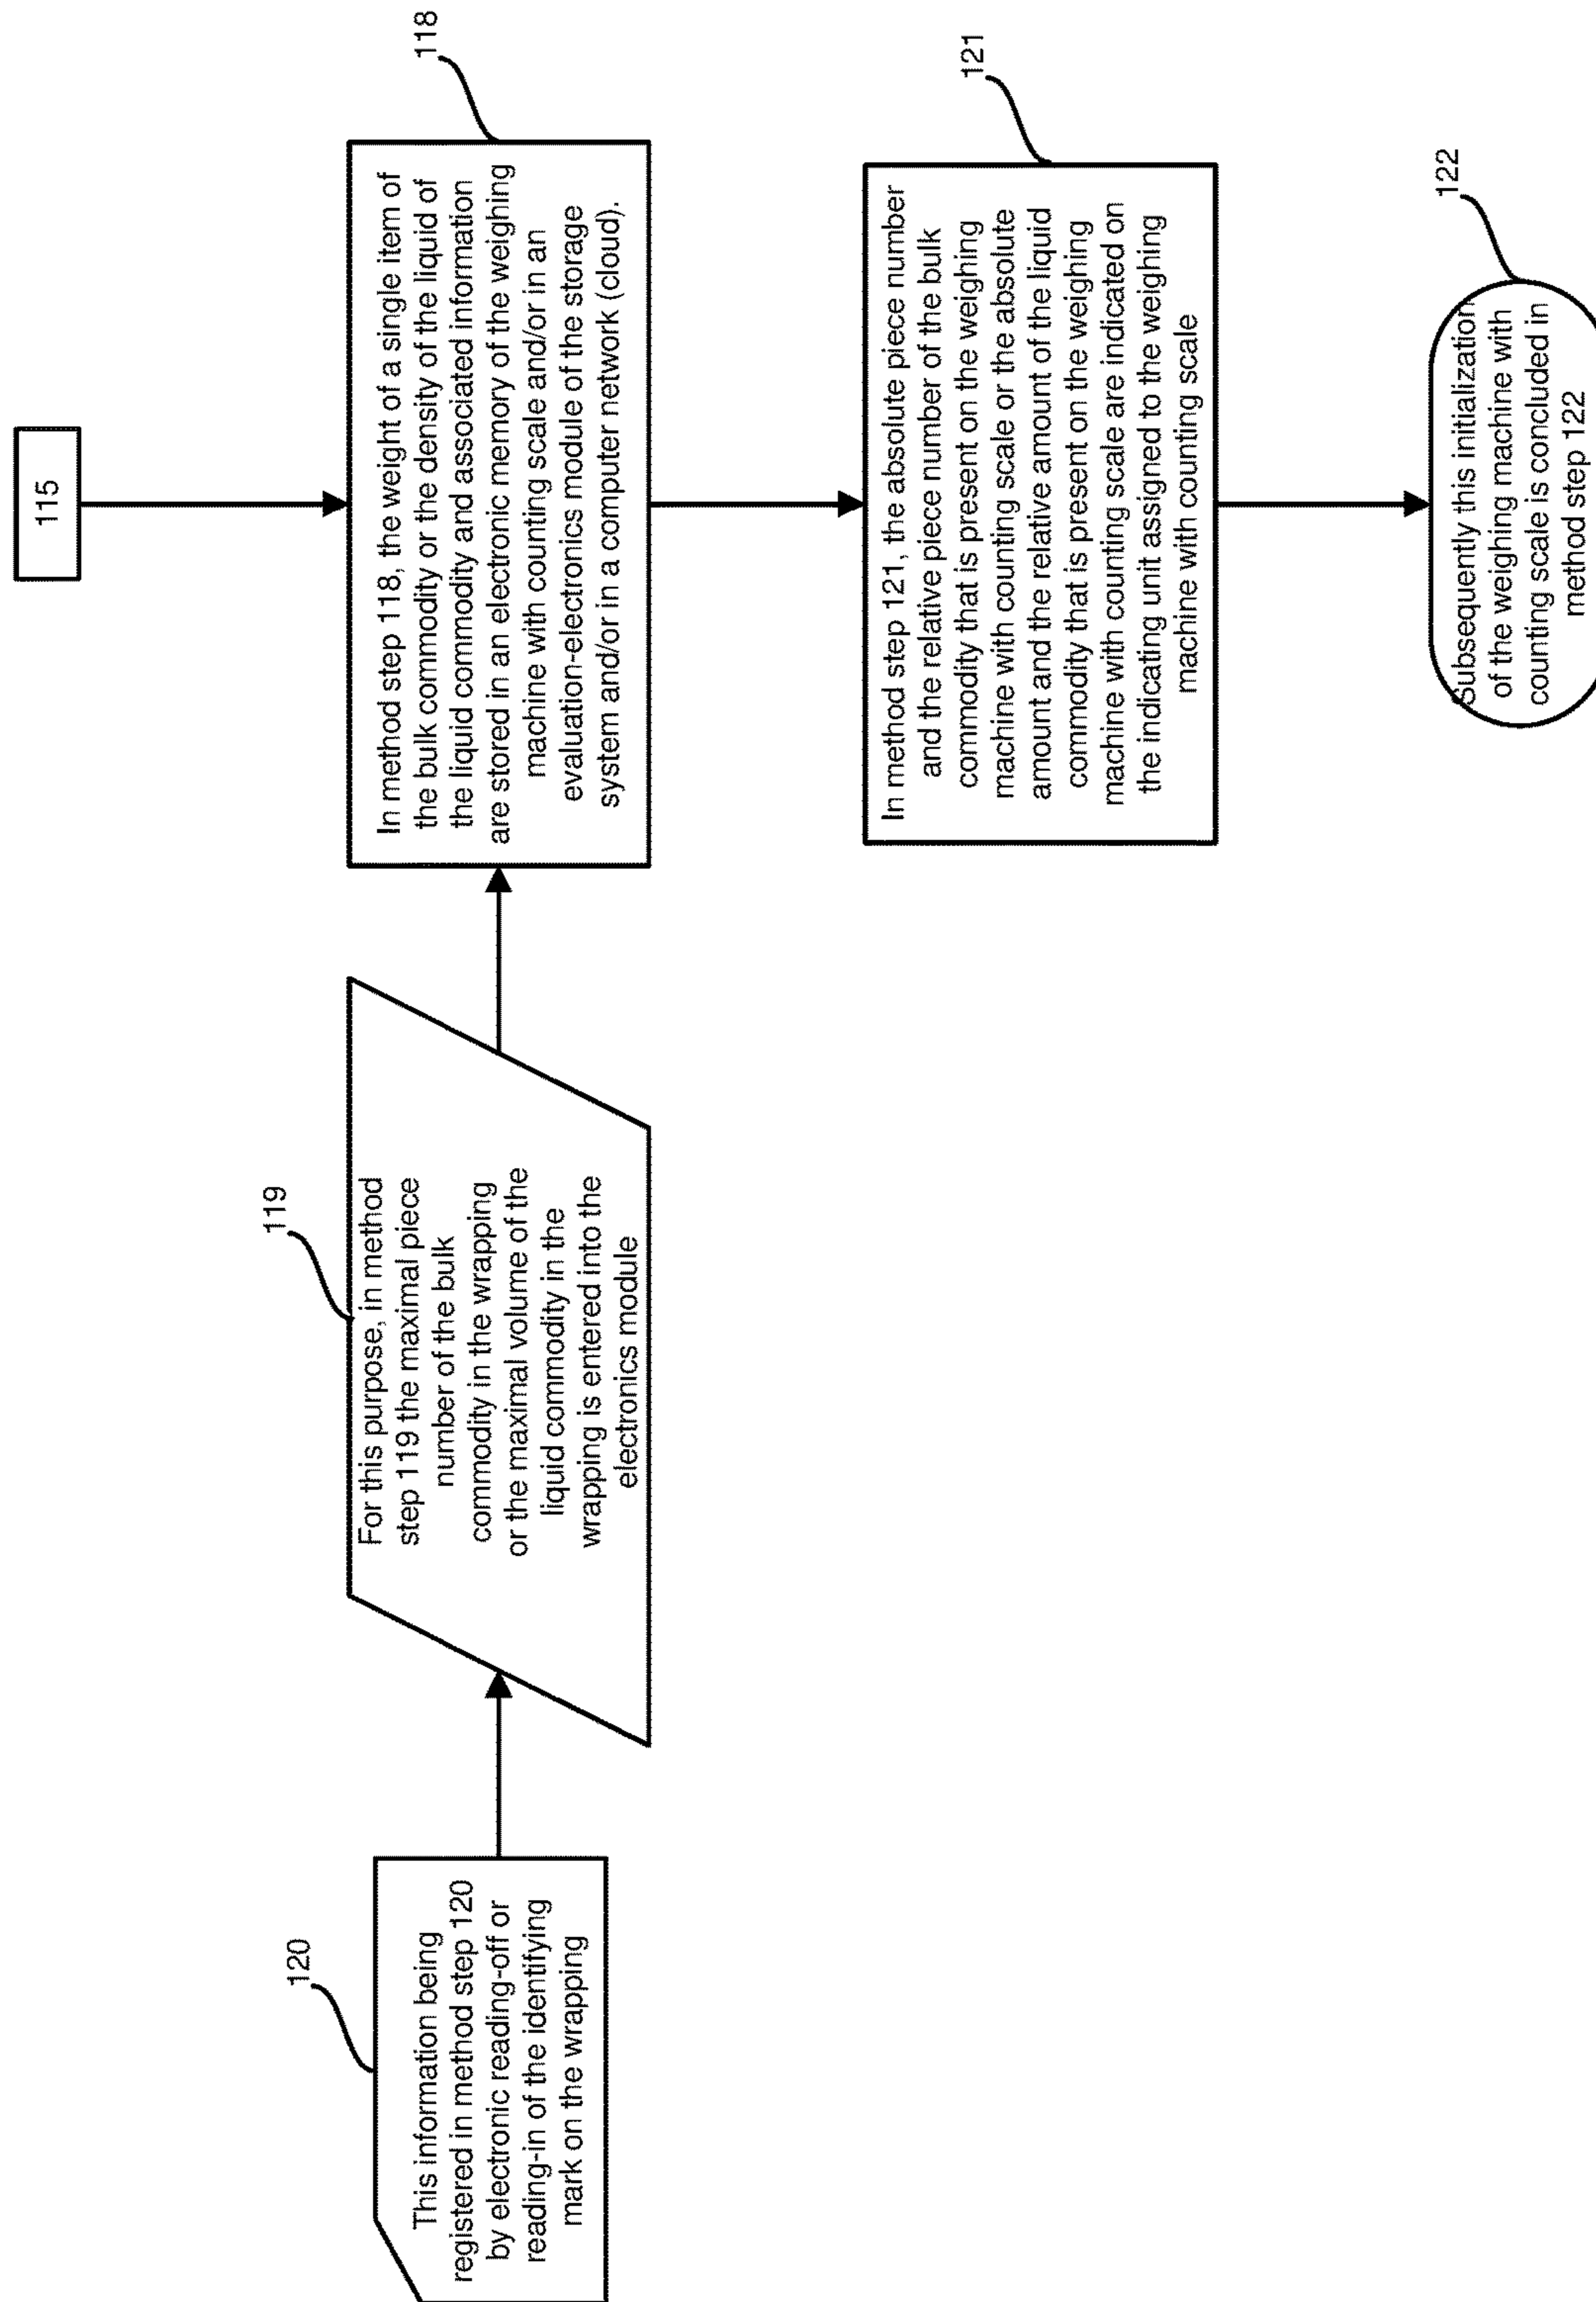 115
118
In method step 118, the weight of a single item of
the bulk commodity or the density of the liquid of
the liquid commodity and associated information
are stored in an electronic memory of the weighing
machine with counting scale and/or in an
evaluation-electronics module of the storage
system and/or in a computer network (cloud).
119
For this purpose, in method
step 119 the maximal piece
number of the bulk
commodity in the wrapping
or the maximal volume of the
liquid commodity in the
wrapping is entered into the
electronics module
120
This information being
registered in method step 120
by electronic reading-off or
reading-in of the identifying
mark on the wrapping
121
In method step 121, the absolute piece number
and the relative piece number of the bulk
commodity that is present on the weighing
machine with counting scale or the absolute
amount and the relative amount of the liquid
commodity that is present on the weighing
machine with counting scale are indicated on
the indicating unit assigned to the weighing
machine with counting scale
122
Subsequently this initialization
of the weighing machine with
counting scale is concluded in
method step 122